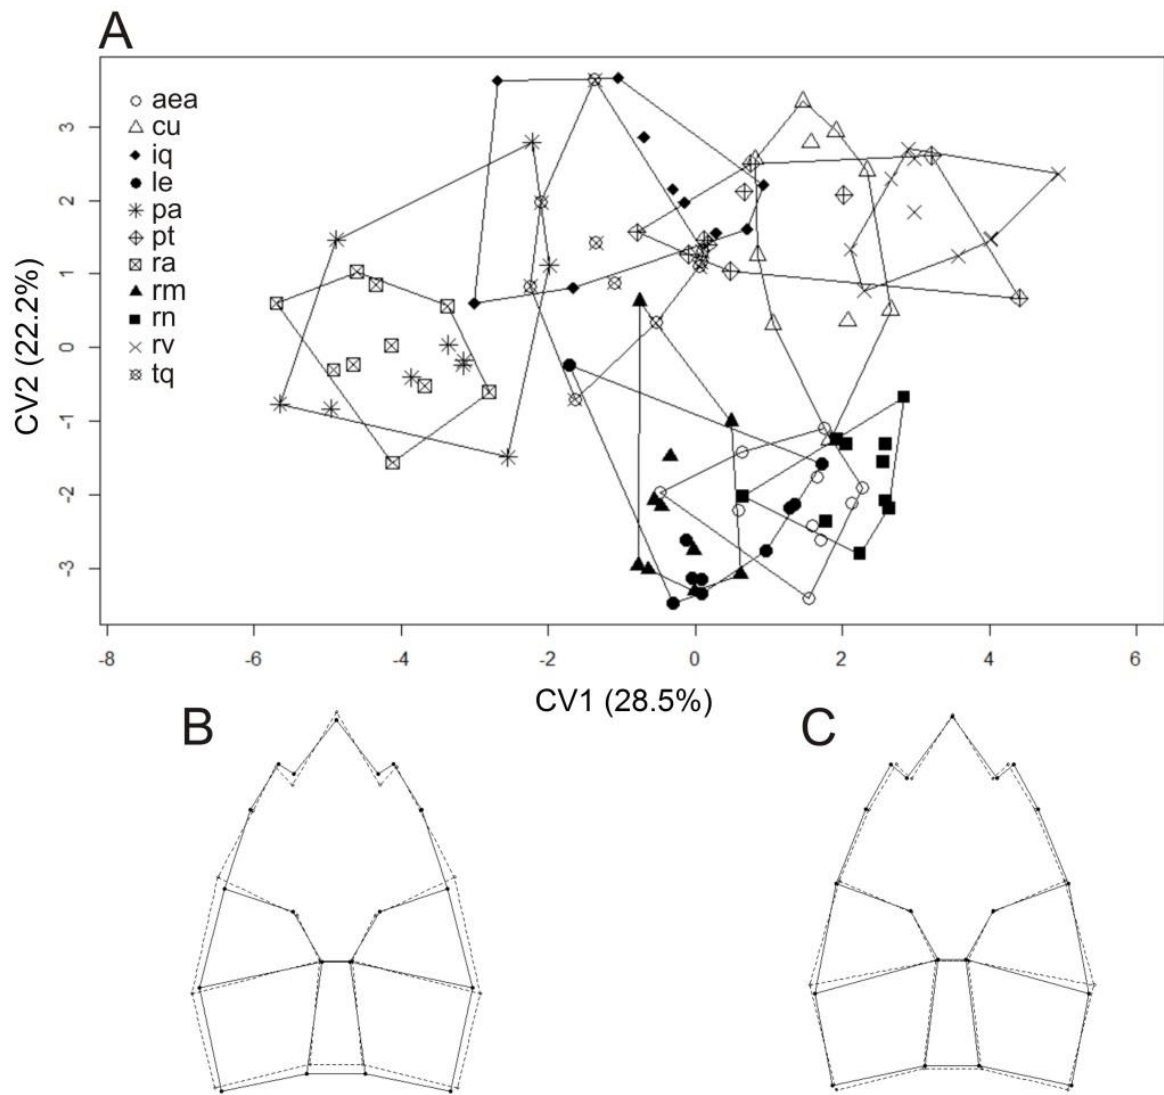 A
aea
cu
iq
le
pa
pt
ra
rm
rn
rv
tq
3
2
1
0
-1
-2
-3
CV2 (22.2%)
-8 -6 -4 -2 0 2 4 6
CV1 (28.5%)
B C